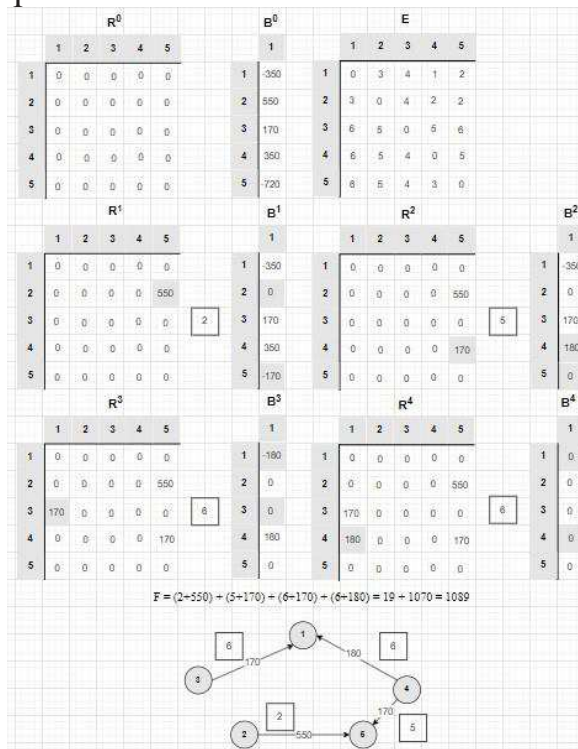 R⁰ B⁰ E
1 2 3 4 5 1 1 2 3 4 5
1 0 0 0 0 0 1 -350 1 0 3 4 1 2
2 0 0 0 0 0 2 550 2 3 0 4 2 2
3 0 0 0 0 0 3 170 3 6 5 0 5 6
4 0 0 0 0 0 4 350 4 6 5 4 0 5
5 0 0 0 0 0 5 -720 5 6 5 4 3 0
R¹ B¹ R² B²
1 2 3 4 5 1 1 2 3 4 5 1
1 0 0 0 0 0 1 -350 1 0 0 0 0 0 1 -350
2 0 0 0 0 550 2 0 2 0 0 0 0 550 2 0
3 0 0 0 0 0 2 3 170 3 0 0 0 0 0 5 3 170
4 0 0 0 0 0 4 350 4 0 0 0 0 170 4 180
5 0 0 0 0 0 5 -170 5 0 0 0 0 0 5 0
R³ B³ R⁴ B⁴
1 2 3 4 5 1 1 2 3 4 5 1
1 0 0 0 0 0 1 -180 1 0 0 0 0 0 1 0
2 0 0 0 0 550 2 0 2 0 0 0 0 550 2 0
3 170 0 0 0 0 6 3 0 3 170 0 0 0 0 6 3 0
4 0 0 0 0 170 4 180 4 180 0 0 0 170 4 0
5 0 0 0 0 0 5 0 5 0 0 0 0 0 5 0
F = (2+550) + (5+170) + (6+170) + (6+180) = 19 + 1070 = 1089
6 1 6
170 180
3 4
2 170
2 550 5 5